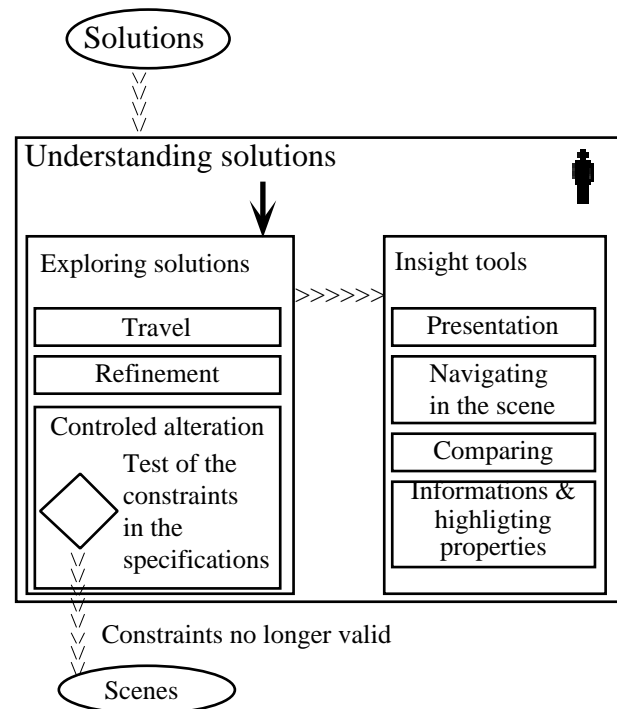 Solutions
Understanding solutions
Exploring solutions
Travel
Refinement
Controled alteration
Test of the
constraints
in the
specifications
>>>>>>
Insight tools
Presentation
Navigating
in the scene
Comparing
Informations &
highligting
properties
Constraints no longer valid
Scenes